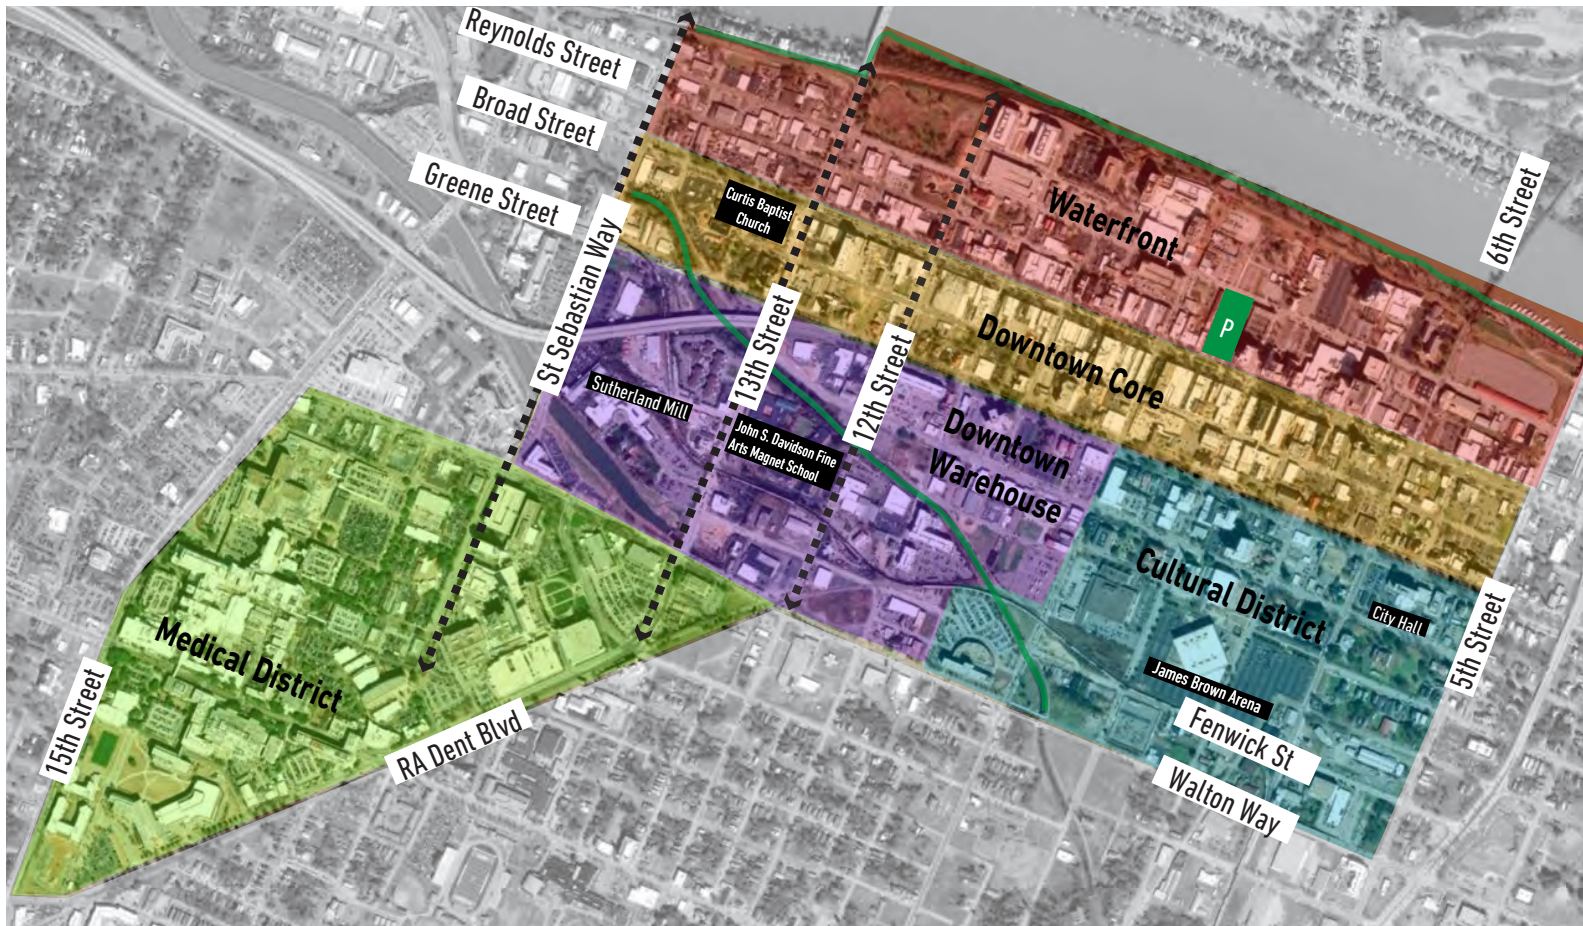 Reynolds Street
Broad Street
Greene Street
St Sebastian Way
Curtis Baptist
Church
Waterfront
6th Street
P
13th Street
12th Street
Downtown Core
Sutherland Mill
John S. Davidson Fine
Arts Magnet School
Downtown
Warehouse
Cultural District
City Hall
5th Street
James Brown Arena
Fenwick St
Walton Way
Medical District
15th Street
RA Dent Blvd